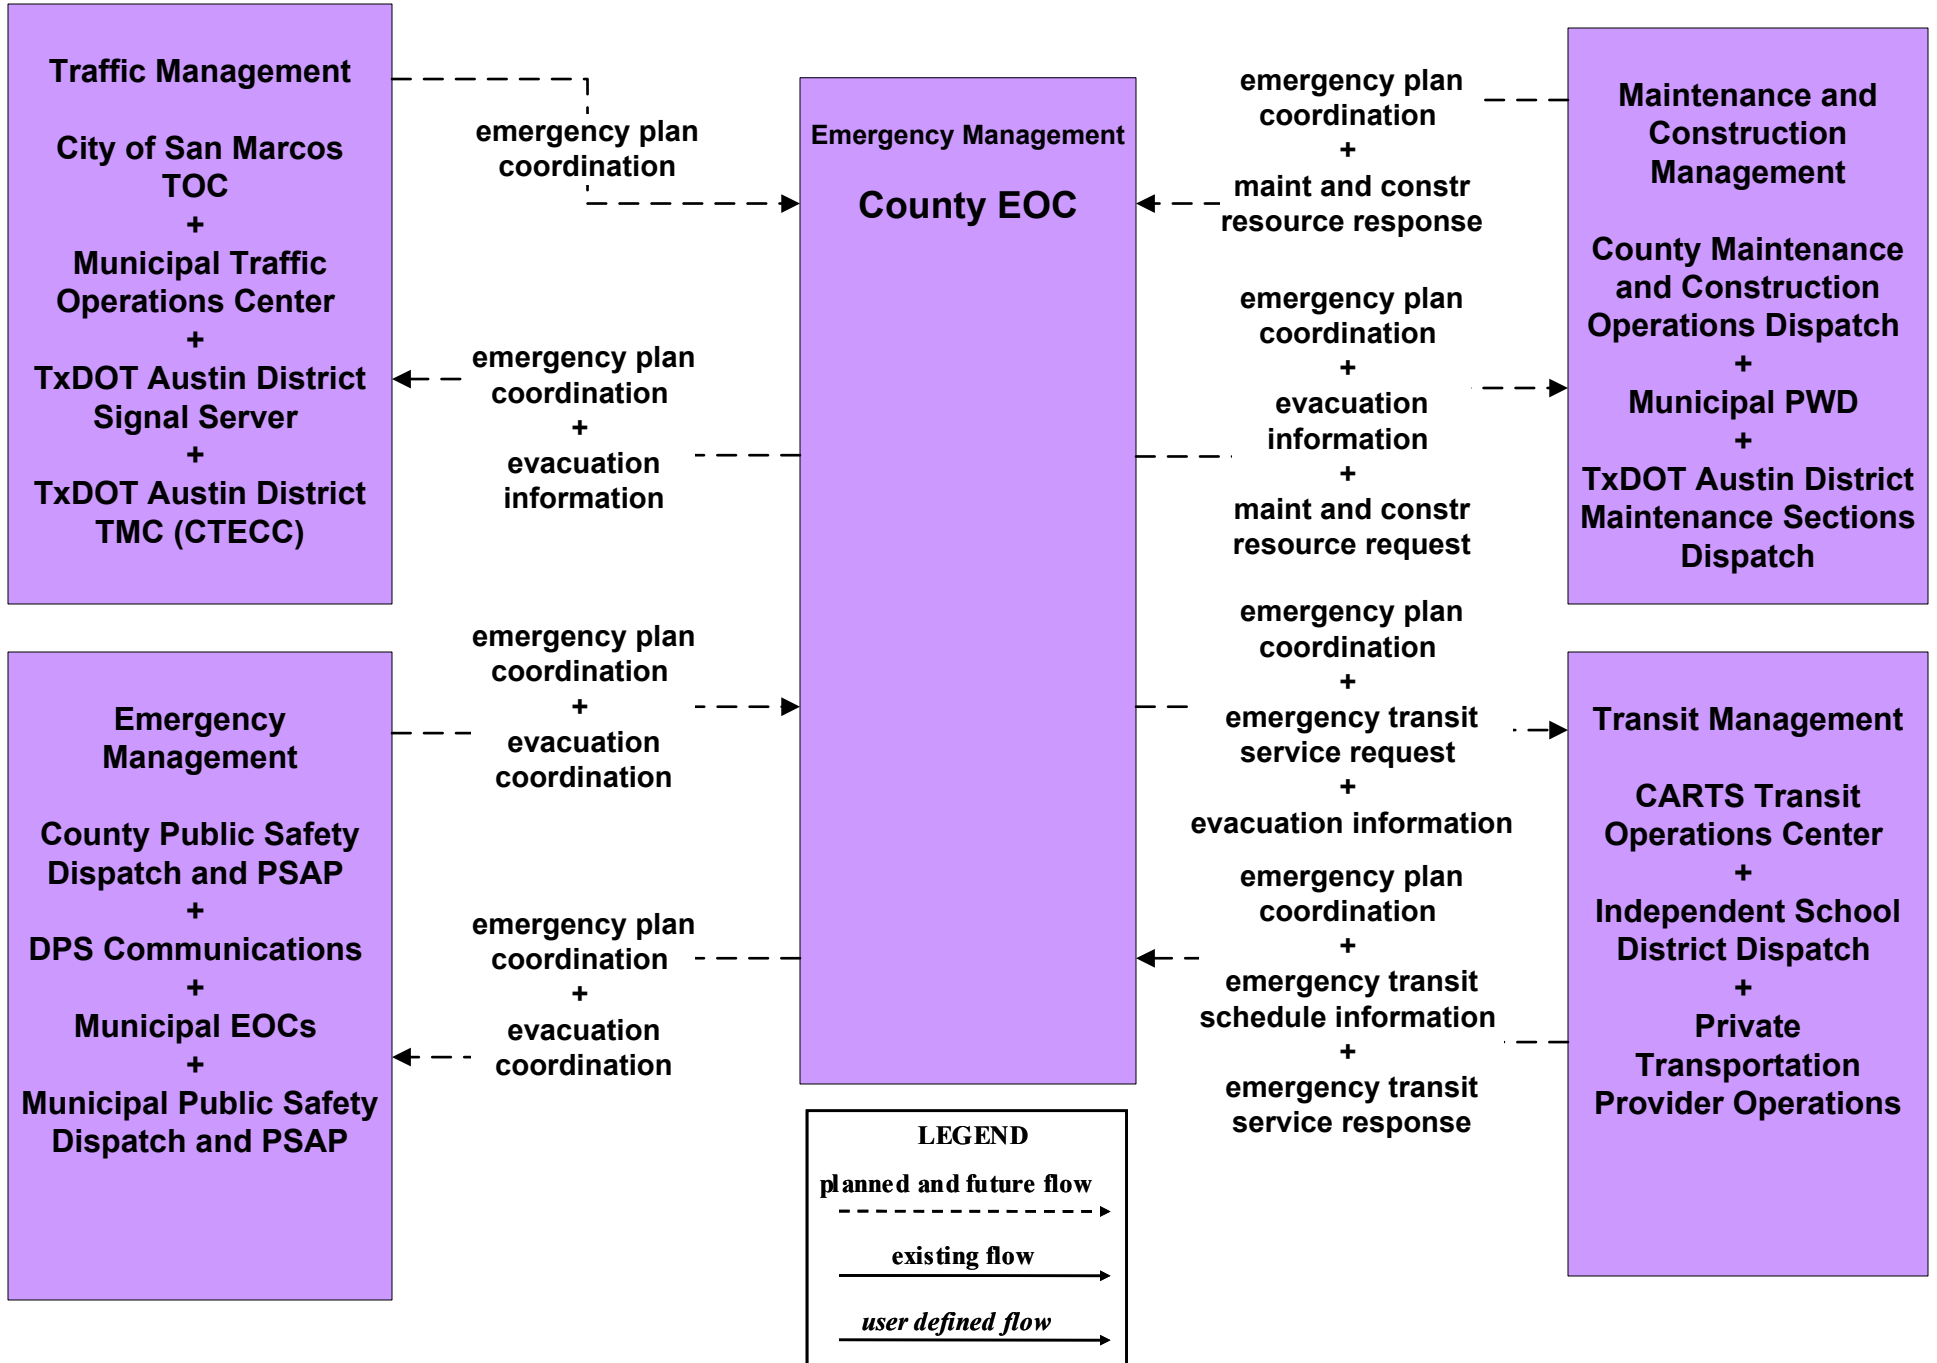 Traffic Management
City of San Marcos
TOC
+
Municipal Traffic
Operations Center
+
TxDOT Austin District
Signal Server
+
TxDOT Austin District
TMC (CTECC)
emergency plan
coordination
emergency plan
coordination
+
evacuation
information
Emergency
Management
County Public Safety
Dispatch and PSAP
+
DPS Communications
+
Municipal EOCs
+
Municipal Public Safety
Dispatch and PSAP
emergency plan
coordination
+
evacuation
coordination
emergency plan
coordination
+
evacuation
coordination
Emergency Management
County EOC
emergency plan
coordination
+
maint and constr
resource response
emergency plan
coordination
+
evacuation
information
+
maint and constr
resource request
Maintenance and
Construction
Management
County Maintenance
and Construction
Operations Dispatch
+
Municipal PWD
+
TxDOT Austin District
Maintenance Sections
Dispatch
emergency plan
coordination
+
emergency transit
service request
+
evacuation information
emergency plan
coordination
+
emergency transit
schedule information
+
emergency transit
service response
Transit Management
CARTS Transit
Operations Center
+
Independent School
District Dispatch
+
Private
Transportation
Provider Operations
LEGEND
planned and future flow
existing flow
user defined flow